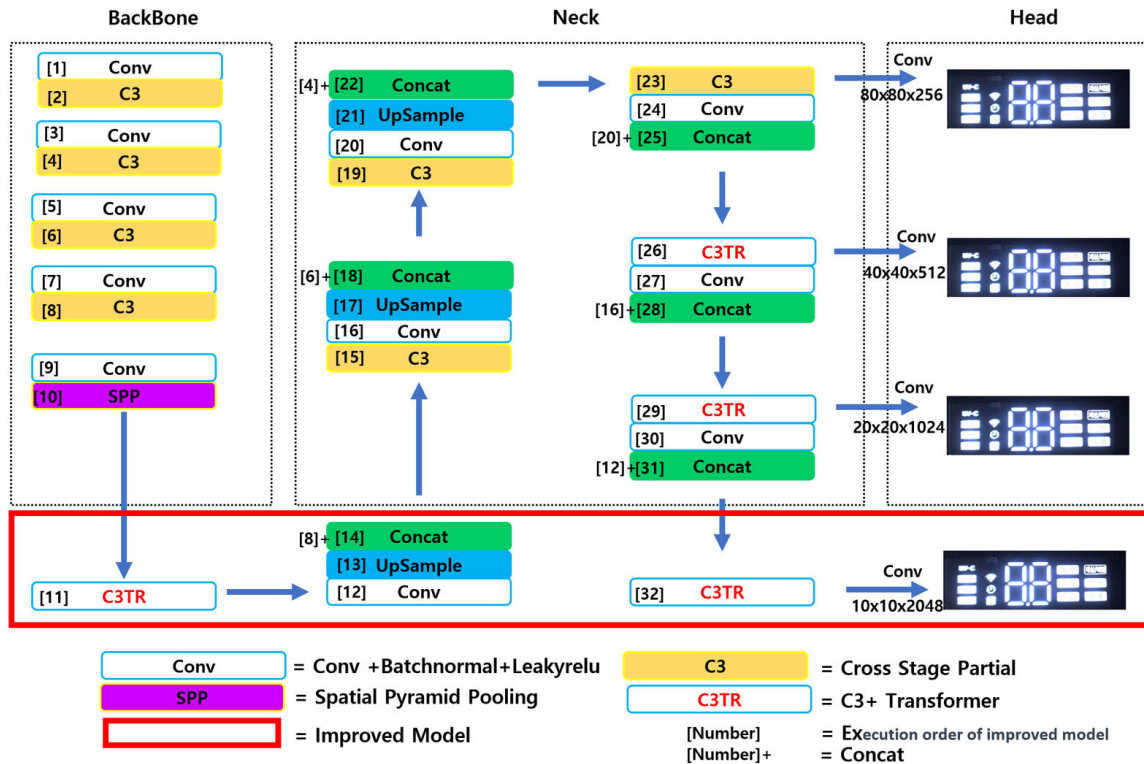 BackBone
Neck
Head
[1] Conv
[2] C3
[3] Conv
[4] C3
[5] Conv
[6] C3
[7] Conv
[8] C3
[9] Conv
[10] SPP
[11] C3TR
[4]+ [22] Concat
[21] UpSample
[20] Conv
[19] C3
[6]+ [18] Concat
[17] UpSample
[16] Conv
[15] C3
[8]+ [14] Concat
[13] UpSample
[12] Conv
[23] C3
[24] Conv
[20]+ [25] Concat
[26] C3TR
[27] Conv
[16]+ [28] Concat
[29] C3TR
[30] Conv
[12]+ [31] Concat
[32] C3TR
Conv
80x80x256
88
Conv
40x40x512
88
Conv
20x20x1024
88
Conv
10x10x2048
88
Conv = Conv +Batchnormal+Leakyrelu
SPP = Spatial Pyramid Pooling
= Improved Model
C3 = Cross Stage Partial
C3TR = C3+ Transformer
[Number] = Execution order of improved model
[Number]+ = Concat